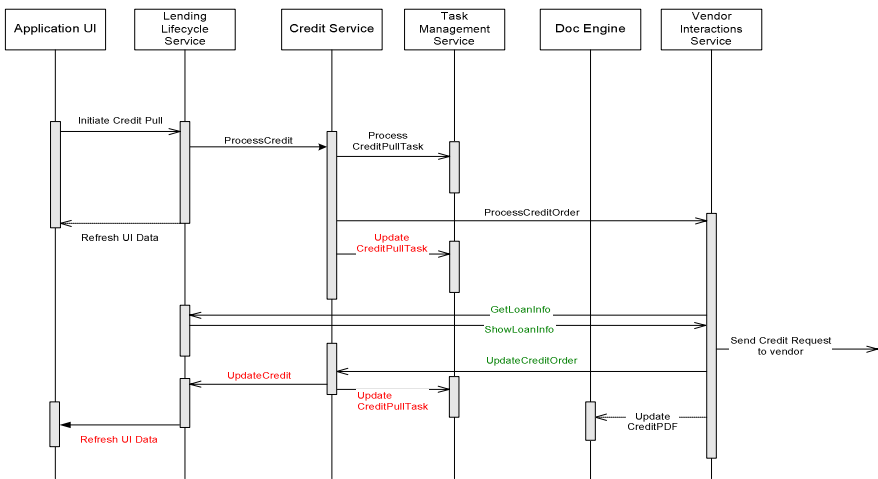 Application UI
Lending
Lifecycle
Service
Credit Service
Task
Management
Service
Doc Engine
Vendor
Interactions
Service
Initiate Credit Pull
ProcessCredit
Process
CreditPullTask
ProcessCreditOrder
Refresh UI Data
Update
CreditPullTask
GetLoanInfo
ShowLoanInfo
Send Credit Request
to vendor
UpdateCreditOrder
UpdateCredit
Update
CreditPullTask
Update
CreditPDF
Refresh UI Data